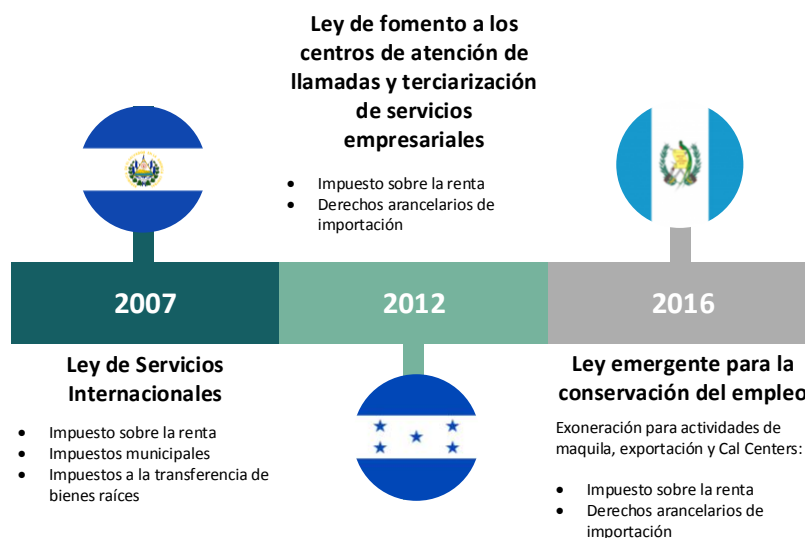 Ley de fomento a los
centros de atención de
llamadas y terciarización
de servicios
empresariales
• Impuesto sobre la renta
• Derechos arancelarios de
importación
2007
2012
2016
Ley de Servicios
Internacionales
• Impuesto sobre la renta
• Impuestos municipales
• Impuestos a la transferencia de
bienes raíces
Ley emergente para la
conservación del empleo
Exoneración para actividades de
maquila, exportación y Cal Centers:
• Impuesto sobre la renta
• Derechos arancelarios de
importación